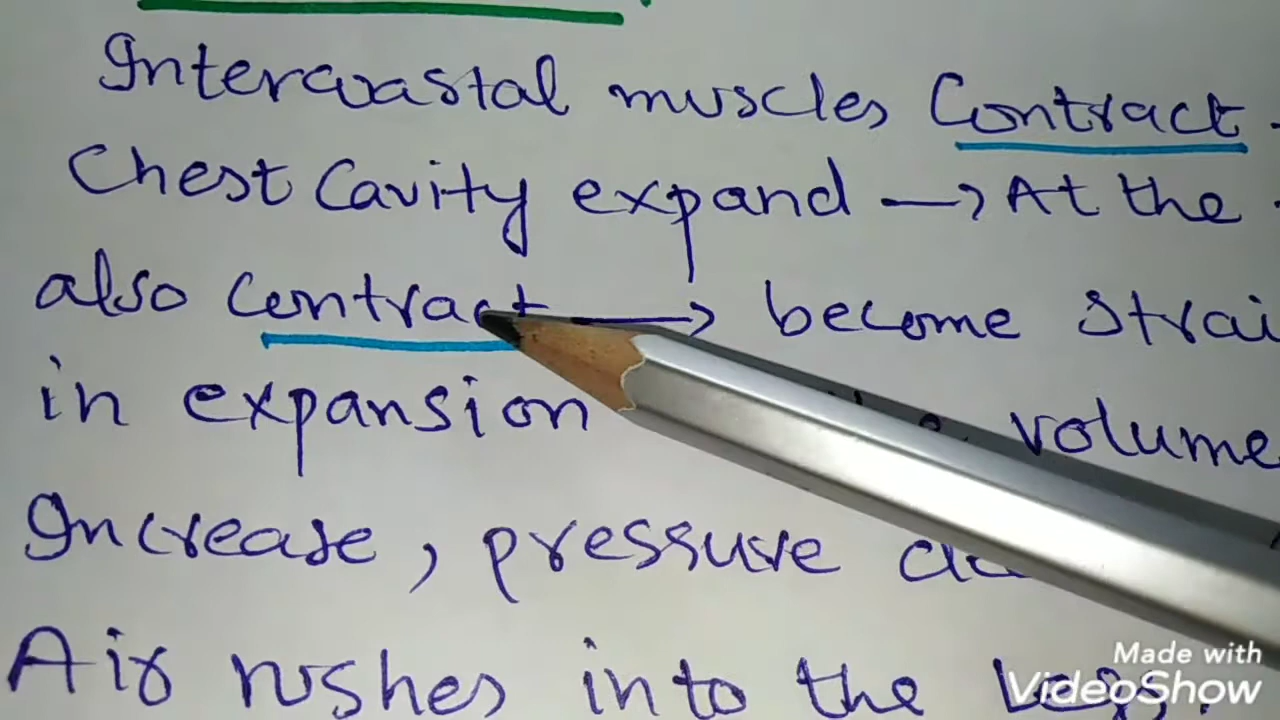 Intercoastal muscles Contract
Chest Cavity expand → At the
also contract → become strai
in expansion volume
Increase, pressure
Air rushes into the
Made with
VideoShow